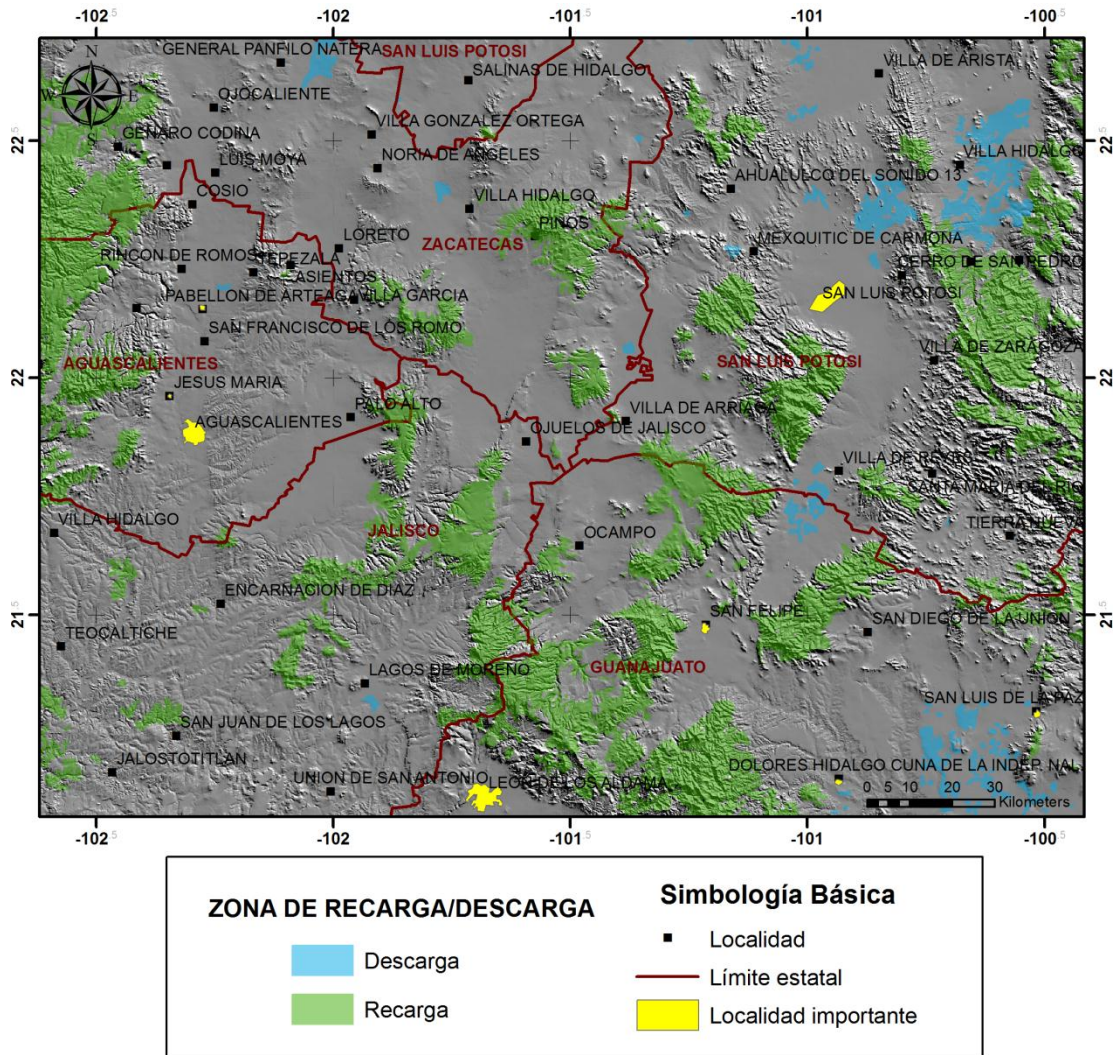 -102.5
-102
-101.5
-101
-100.5
N
W
E
S
GENERAL PANFILO NATERA
SAN LUIS POTOSI
SALINAS DE HIDALGO
VILLA DE ARISTA
OJOCALIENTE
22.5
VILLA GONZALEZ ORTEGA
22.5
GENARO CODINA
LUIS MOYA
NORIA DE ANGELES
VILLA HIDALGO
COSIO
VILLA HIDALGO
AHUALULCO DEL SONIDO 13
PINOS
LORETO
ZACATECAS
MEXQUITIC DE CARMONA
RINCON DE ROMOS
TEPEZALA
ASIENTOS
CERRO DE SAN PEDRO
PABELLON DE ARTEAGA
VILLA GARCIA
SAN LUIS POTOSI
SAN FRANCISCO DE LOS ROMO
VILLA DE ZARAGOZA
AGUASCALIENTES
SAN LUIS POTOSI
22
22
JESUS MARIA
AGUASCALIENTES
PALO ALTO
VILLA DE ARRIAGA
OJUELOS DE JALISCO
VILLA DE REYES
SANTA MARIA DEL RIO
VILLA HIDALGO
JALISCO
OCAMPO
TIERRA NUEVA
ENCARNACION DE DIAZ
21.5
SAN FELIPE
SAN DIEGO DE LA UNION
21.5
TEOCALTICHE
LAGOS DE MORENO
GUANAJUATO
SAN LUIS DE LA PAZ
SAN JUAN DE LOS LAGOS
JALOSTOTITLAN
UNION DE SAN ANTONIO
LEON DE LOS ALDAMA
DOLORES HIDALGO CUNA DE LA INDEP. NAL.
0 5 10 20 30
Kilometers
-102.5
-102
-101.5
-101
-100.5
ZONA DE RECARGA/DESCARGA
Descarga
Recarga
Simbología Básica
Localidad
Límite estatal
Localidad importante